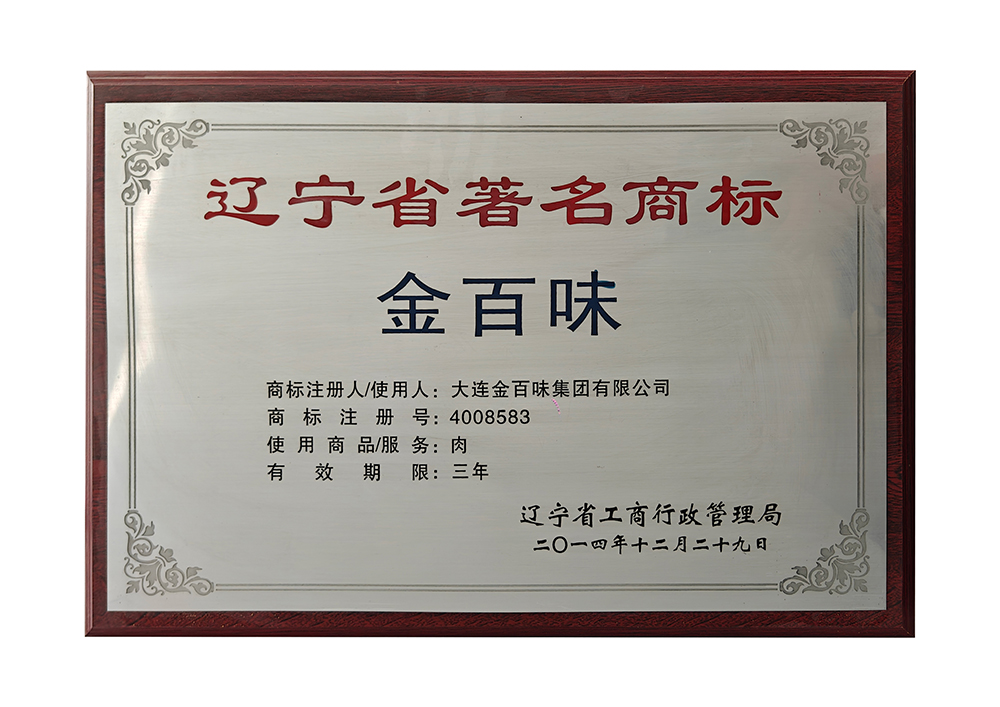 辽宁省著名商标
金百味
商标注册人/使用人：大连金百味集团有限公司
商标注册号：4008583
使用商品/服务：肉
有效期限：三年
辽宁省工商行政管理局
二〇一四年十二月二十九日